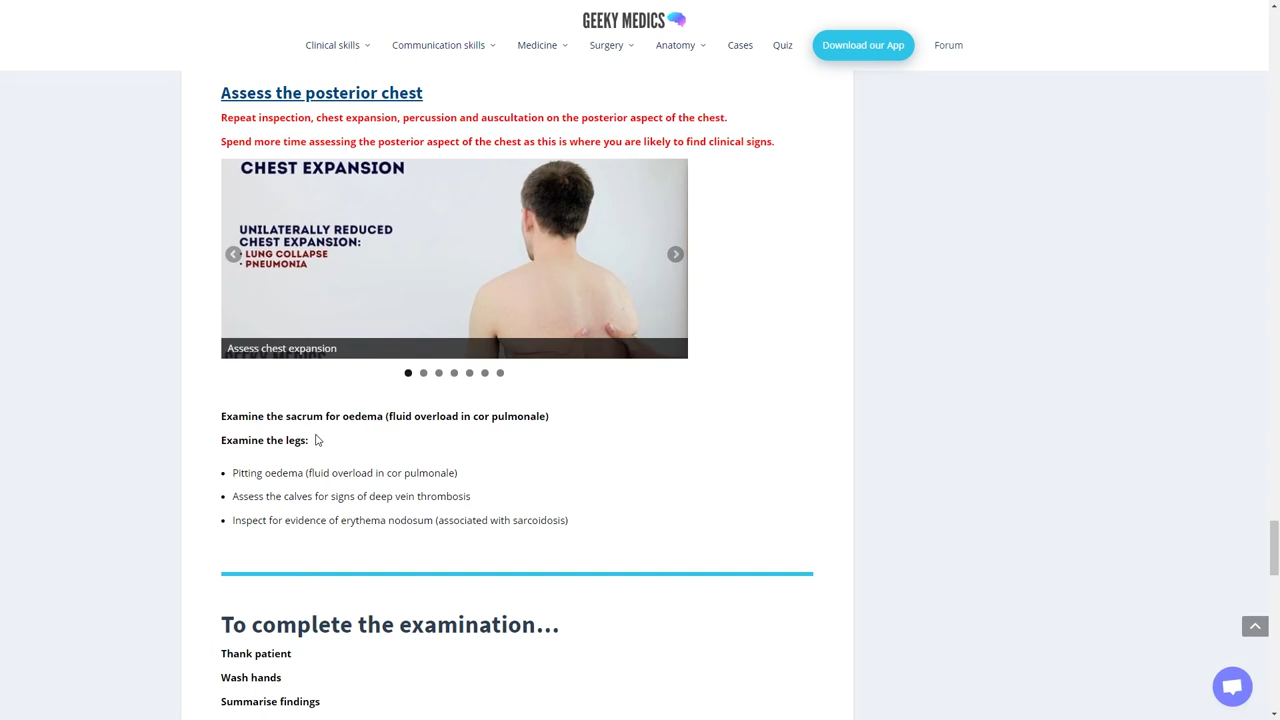 GEEKY MEDICS
Clinical skills
Communication skills
Medicine
Surgery
Anatomy
Cases
Quiz
Download our App
Forum
Assess the posterior chest
Repeat inspection, chest expansion, percussion and auscultation on the posterior aspect of the chest.
Spend more time assessing the posterior aspect of the chest as this is where you are likely to find clinical signs.
CHEST EXPANSION
UNILATERALLY REDUCED
CHEST EXPANSION:
· LUNG COLLAPSE
· PNEUMONIA
Assess chest expansion
Examine the sacrum for oedema (fluid overload in cor pulmonale)
Examine the legs:
• Pitting oedema (fluid overload in cor pulmonale)
• Assess the calves for signs of deep vein thrombosis
• Inspect for evidence of erythema nodosum (associated with sarcoidosis)
To complete the examination…
Thank patient
Wash hands
Summarise findings